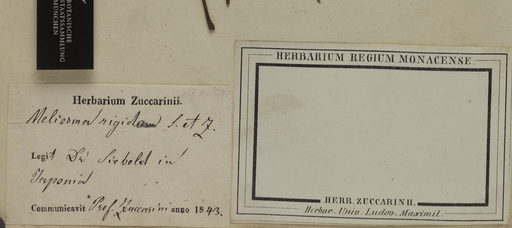 BOTANISCHE
STAATSSAMMLUNG
MÜNCHEN
Herbarium Zuccarinii.
Meliosma rigida S. et Z.
Legit Dr Siebold in
Japonia
Communicavit Prof. Zuccarini anno 1843.
HERBARIUM REGIUM MONACENSE.
HERB. ZUCCARINII.
Herbar. Univ. Ludov. Maximil.